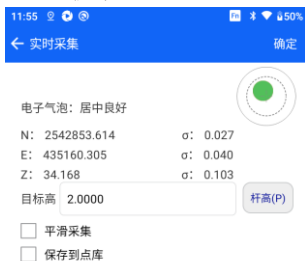 11:55 50%
实时采集 确定
电子气泡：居中良好
N： 2542853.614 σ： 0.027
E： 435160.305 σ： 0.040
Z： 34.168 σ： 0.103
目标高 2.0000 杆高(P)
平滑采集
保存到点库